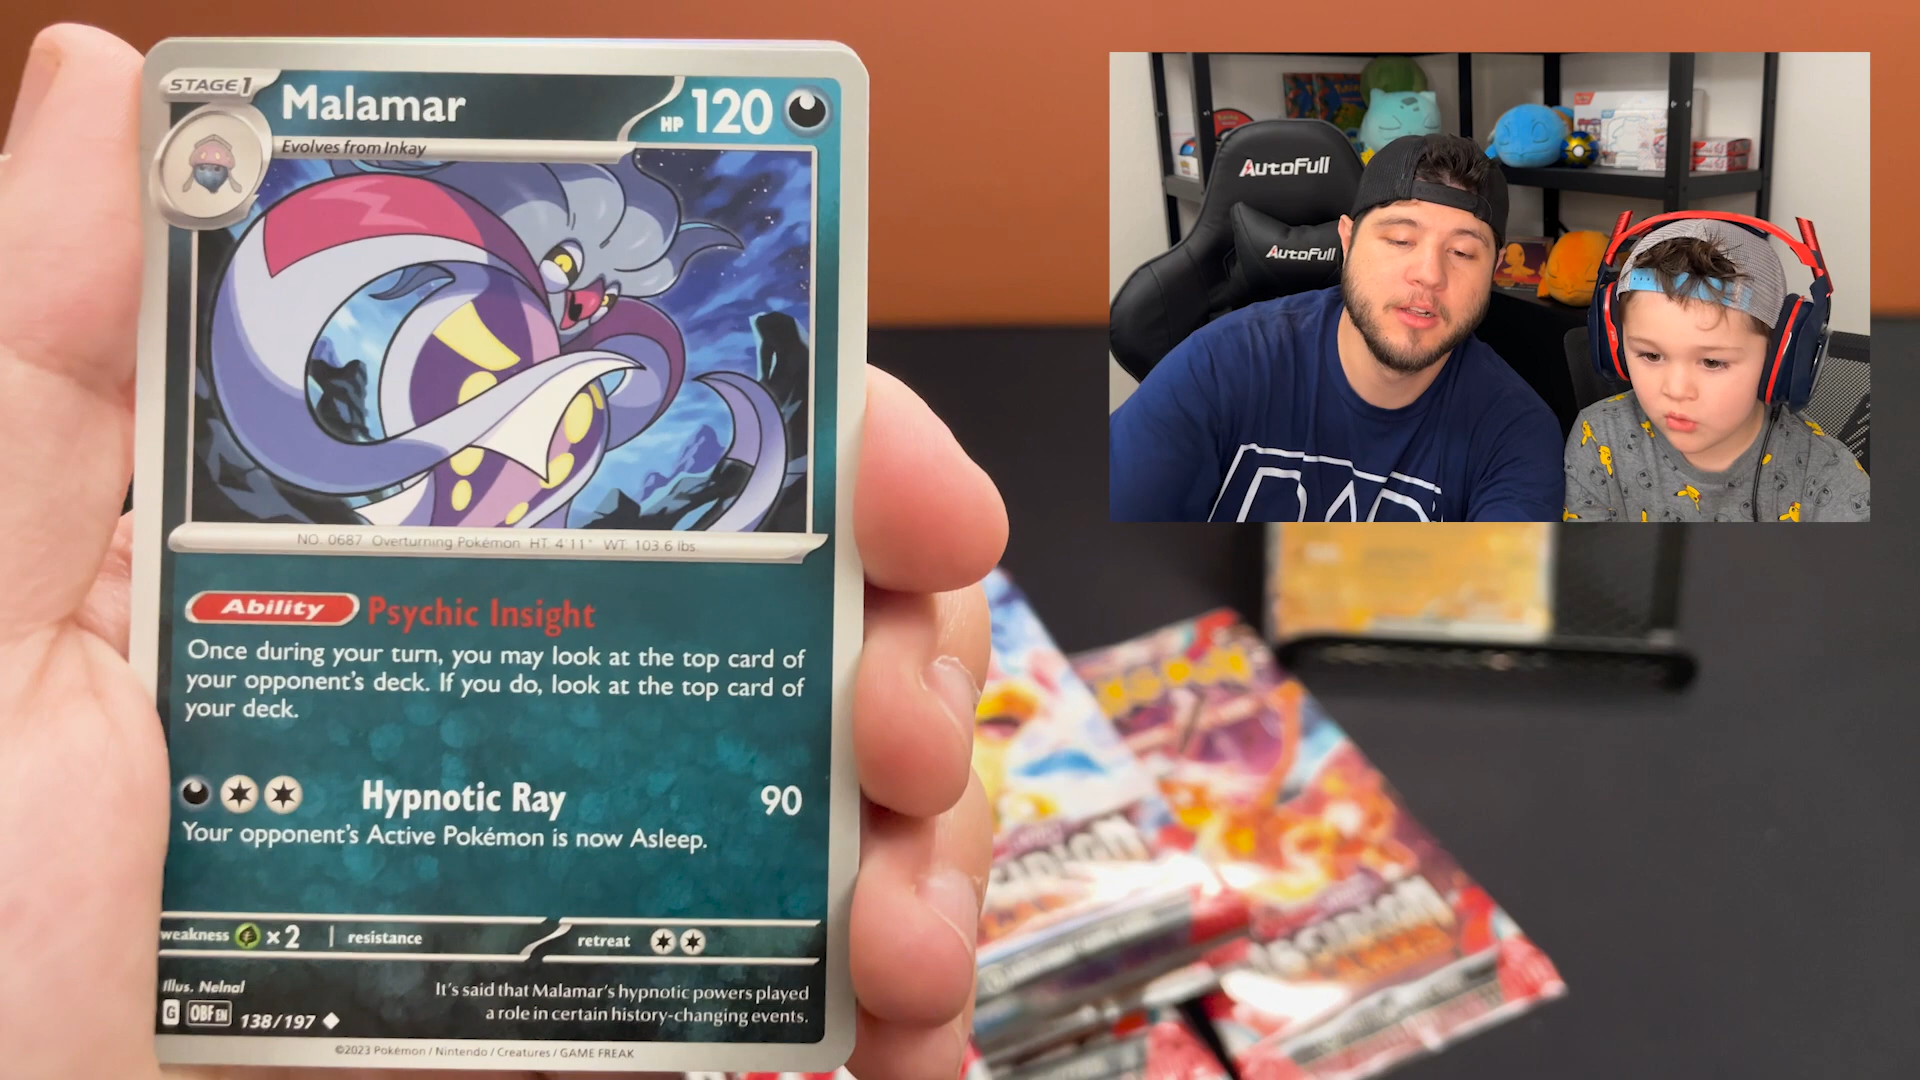 STAGE1
Malamar
HP 120
Evolves from Inkay
NO. 0687 Overturning Pokémon HT: 4'11" WT: 103.6 lbs.
Ability Psychic Insight
Once during your turn, you may look at the top card of
your opponent's deck. If you do, look at the top card of
your deck.
Hypnotic Ray 90
Your opponent's Active Pokémon is now Asleep.
weakness ×2 resistance retreat
Illus. Nelnal
It's said that Malamar's hypnotic powers played
a role in certain history-changing events.
G OBF EN 138/197
©2023 Pokémon / Nintendo / Creatures / GAME FREAK
AutoFull
AutoFull
DAD